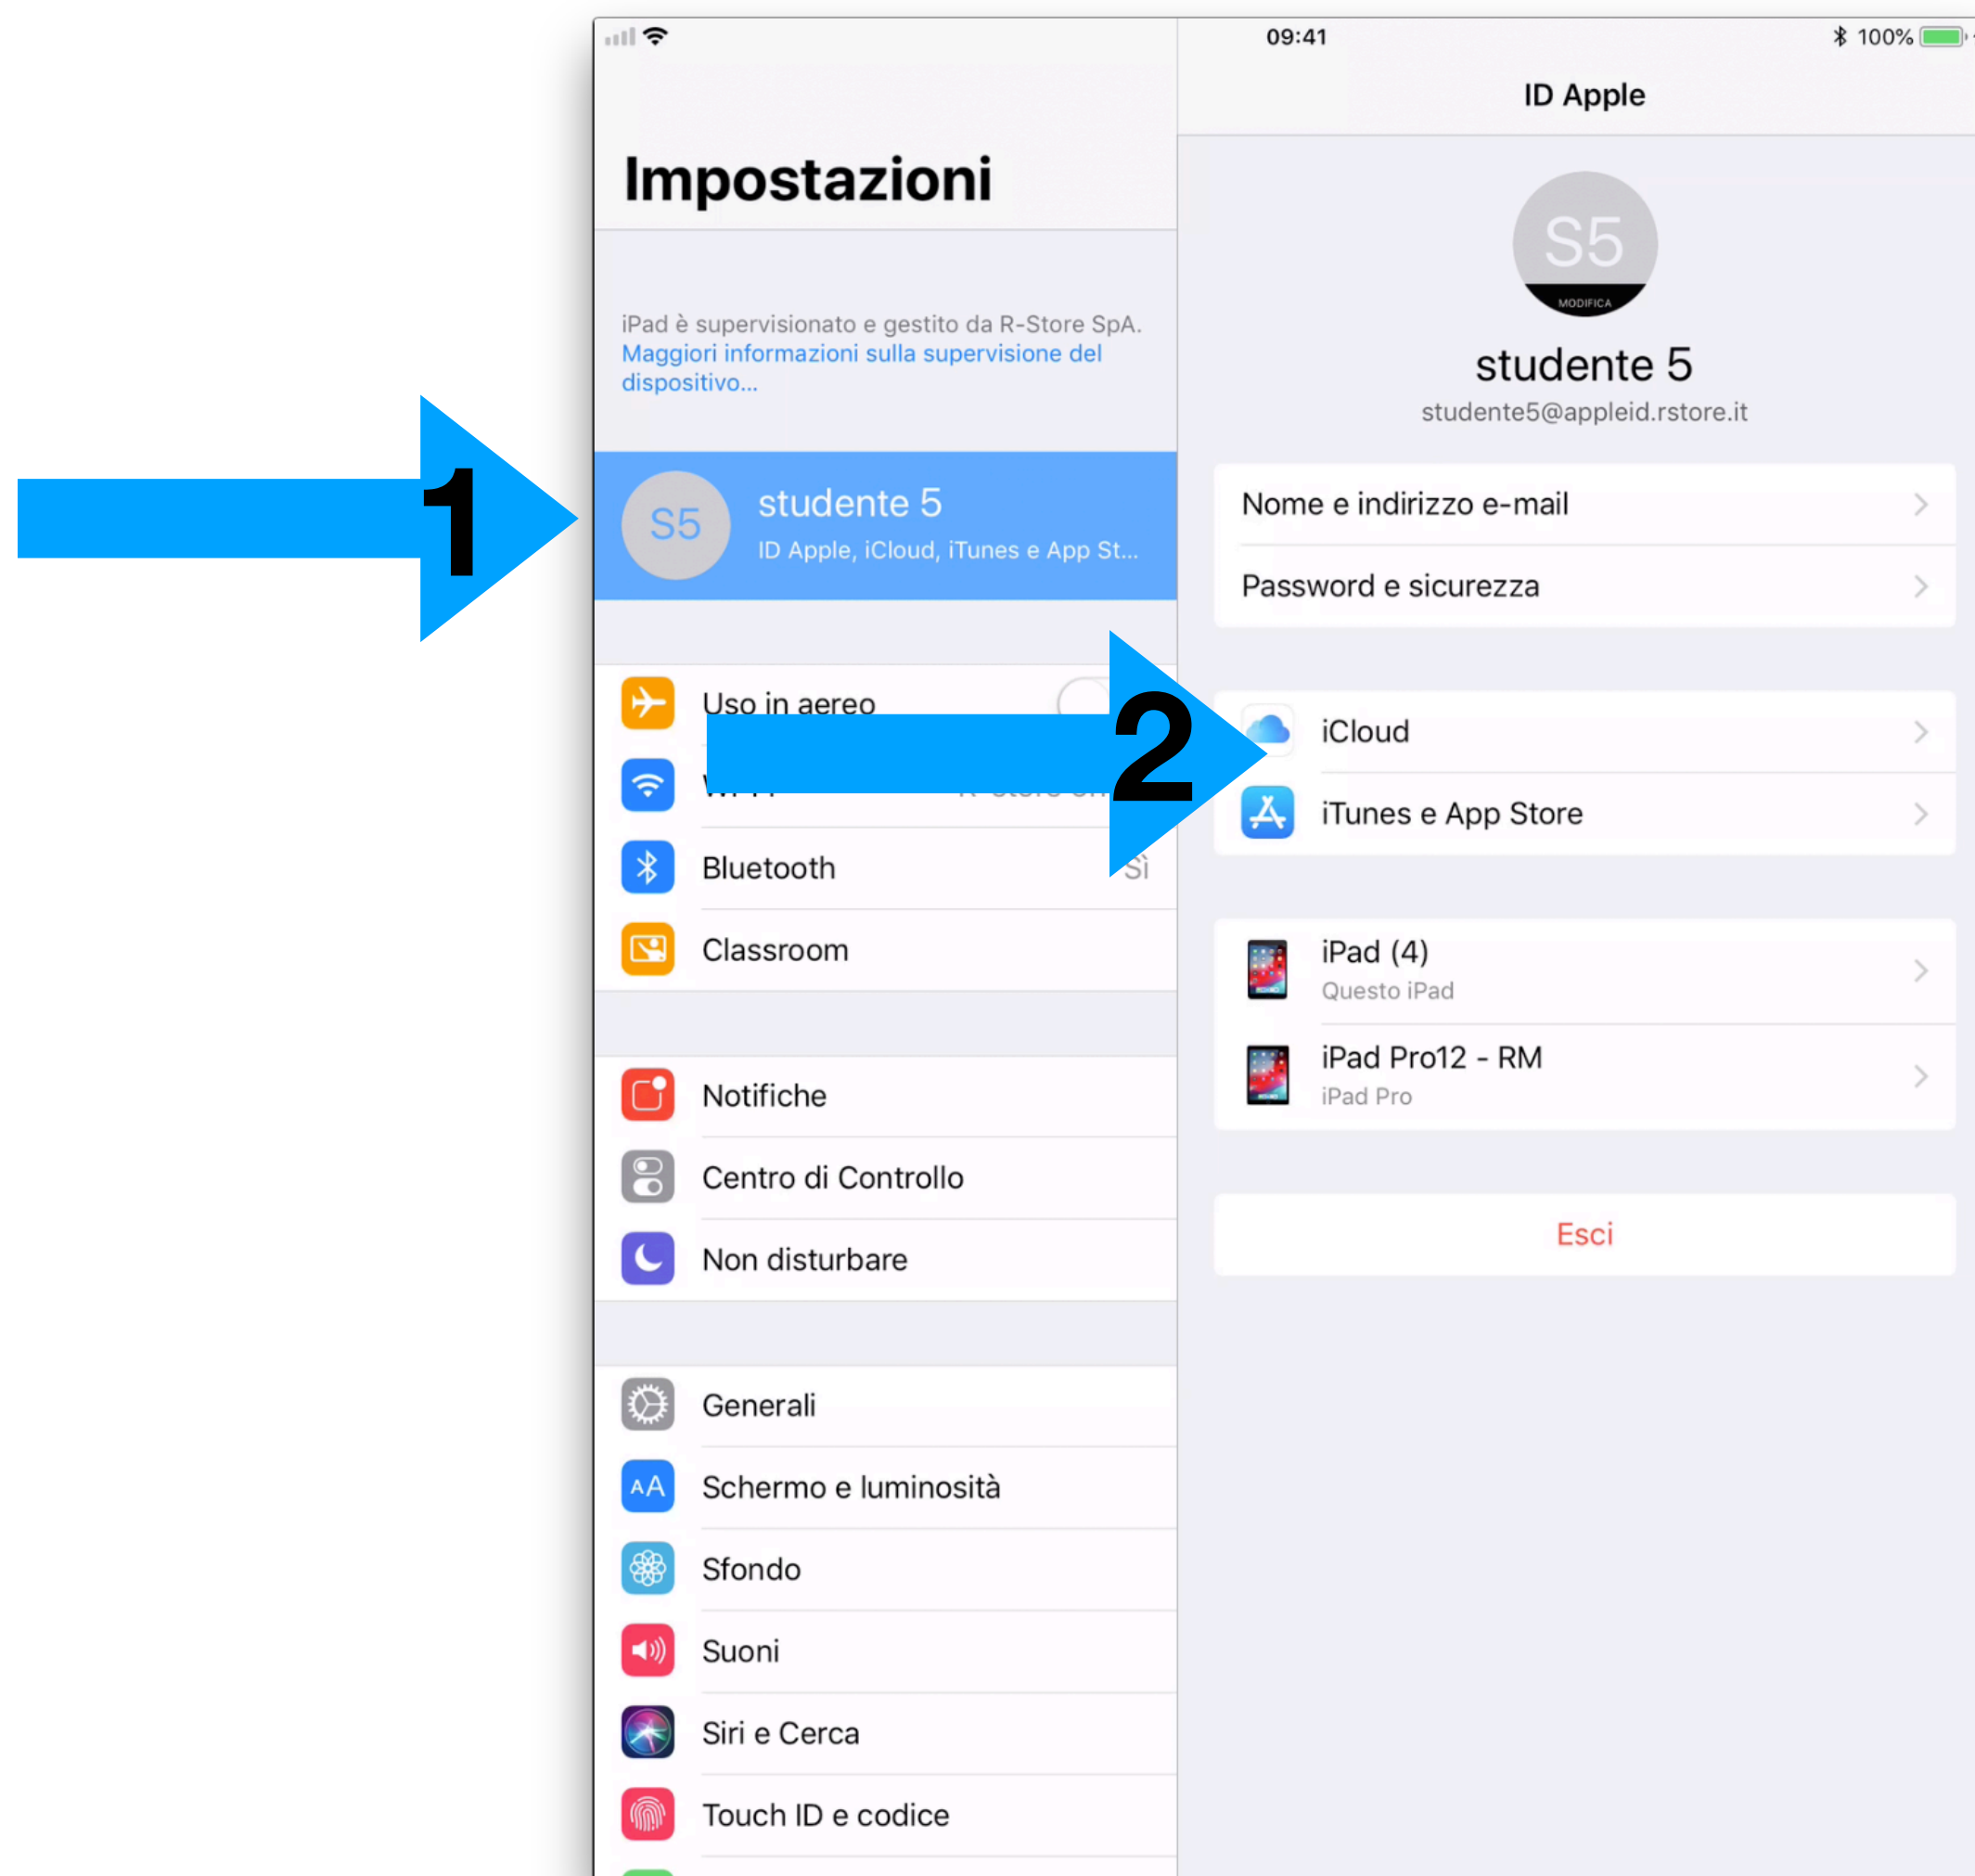 09:41
100%
Impostazioni
iPad è supervisionato e gestito da R-Store SpA.
Maggiori informazioni sulla supervisione del
dispositivo...
1
S5
studente 5
ID Apple, iCloud, iTunes e App St...
Uso in aereo
2
Bluetooth
Sì
Classroom
Notifiche
Centro di Controllo
Non disturbare
Generali
AA
Schermo e luminosità
Sfondo
Suoni
Siri e Cerca
Touch ID e codice
ID Apple
S5
MODIFICA
studente 5
studente5@appleid.rstore.it
Nome e indirizzo e-mail
Password e sicurezza
iCloud
iTunes e App Store
iPad (4)
Questo iPad
iPad Pro12 - RM
iPad Pro
Esci